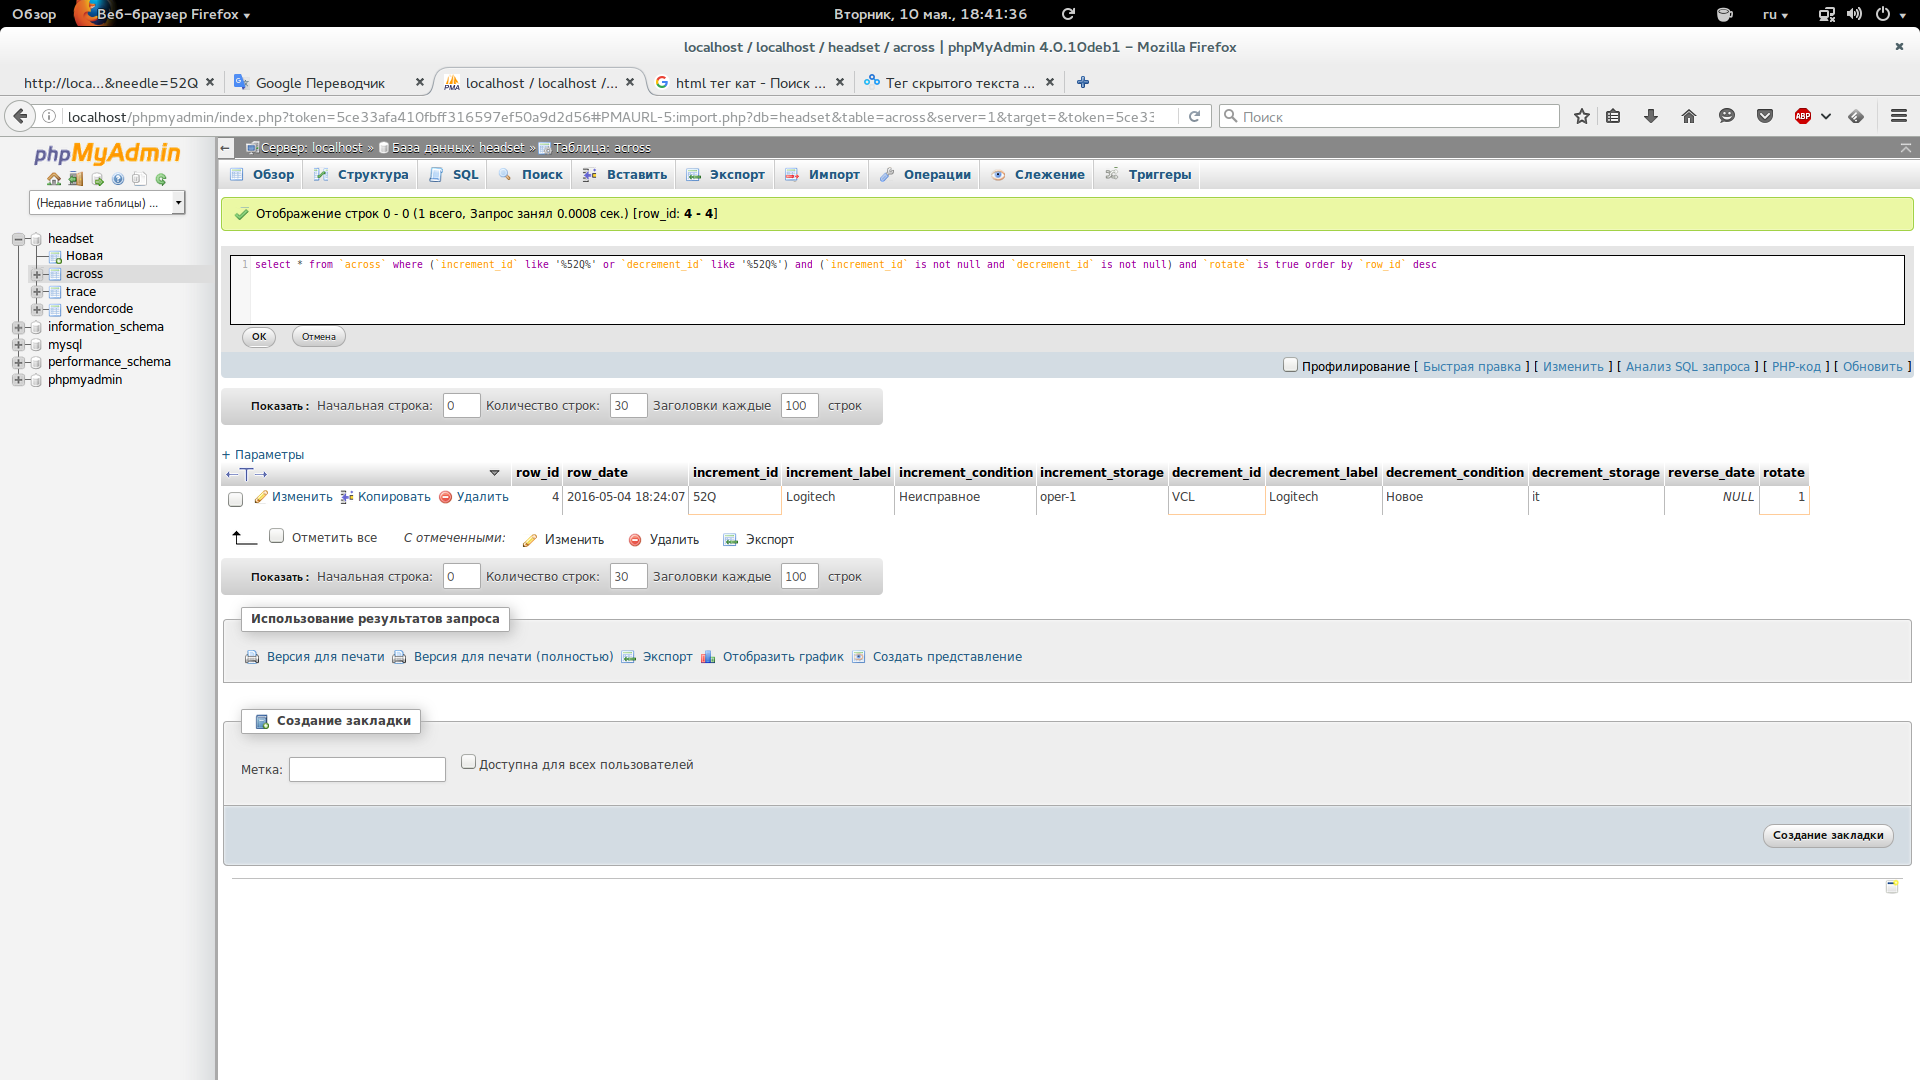 Обзор Веб-браузер Firefox Вторник, 10 мая., 18:41:36 ru
localhost / localhost / headset / across | phpMyAdmin 4.0.10deb1 - Mozilla Firefox
http://loca...&needle=52Q Google Переводчик localhost / localhost /... html тег кат - Поиск ... Тег скрытого текста ...
localhost/phpmyadmin/index.php?token=5ce33afa410fbff316597ef50a9d2d56#PMAURL-5:import.php?db=headset&table=across&server=1&target=&token=5ce33 Поиск ABP
phpMyAdmin
(Недавние таблицы) ...
headset
Новая
across
trace
vendorcode
information_schema
mysql
performance_schema
phpmyadmin
Сервер: localhost » База данных: headset » Таблица: across
Обзор Структура SQL Поиск Вставить Экспорт Импорт Операции Слежение Триггеры
Отображение строк 0 - 0 (1 всего, Запрос занял 0.0008 сек.) [row_id: 4 - 4]
1 select * from `across` where (`increment_id` like '%52Q%' or `decrement_id` like '%52Q%') and (`increment_id` is not null and `decrement_id` is not null) and `rotate` is true order by `row_id` desc
OK Отмена
Профилирование [ Быстрая правка ] [ Изменить ] [ Анализ SQL запроса ] [ PHP-код ] [ Обновить ]
Показать : Начальная строка: 0 Количество строк: 30 Заголовки каждые 100 строк
+ Параметры
←T→ row_id row_date increment_id increment_label increment_condition increment_storage decrement_id decrement_label decrement_condition decrement_storage reverse_date rotate
Изменить Копировать Удалить 4 2016-05-04 18:24:07 52Q Logitech Неисправное oper-1 VCL Logitech Новое it NULL 1
Отметить все С отмеченными: Изменить Удалить Экспорт
Показать : Начальная строка: 0 Количество строк: 30 Заголовки каждые 100 строк
Использование результатов запроса
Версия для печати Версия для печати (полностью) Экспорт Отобразить график Создать представление
Создание закладки
Метка: Доступна для всех пользователей
Создание закладки